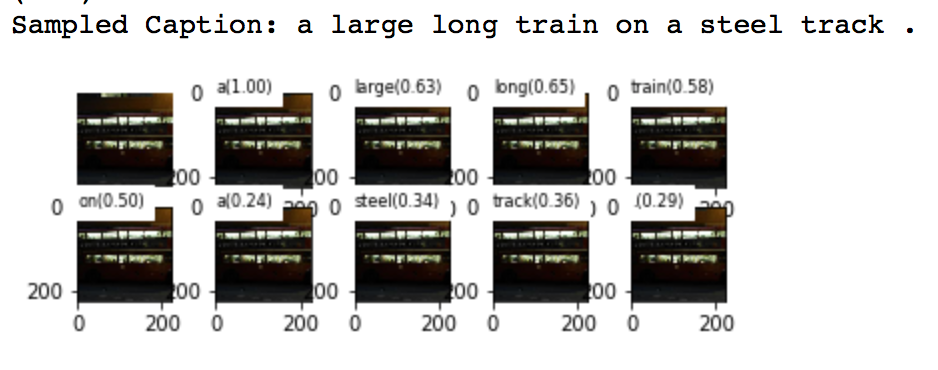 Sampled Caption: a large long train on a steel track .
0 a(1.00) 0 large(0.63) 0 long(0.65) 0 train(0.58)
200 200 200 200
0 on(0.50) 0 a(0.24) 200 0 steel(0.34) 0 track(0.36) 0 .(0.29) 200
200 200 200 200 200
0 200 0 200 0 200 0 200 0 200